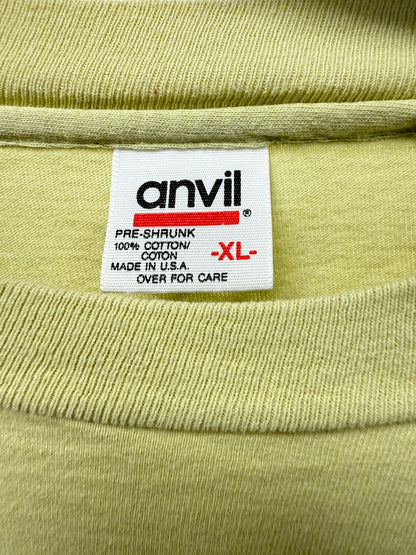 anvil®
PRE-SHRUNK
100% COTTON/ -XL-
COTON
MADE IN U.S.A.
OVER FOR CARE